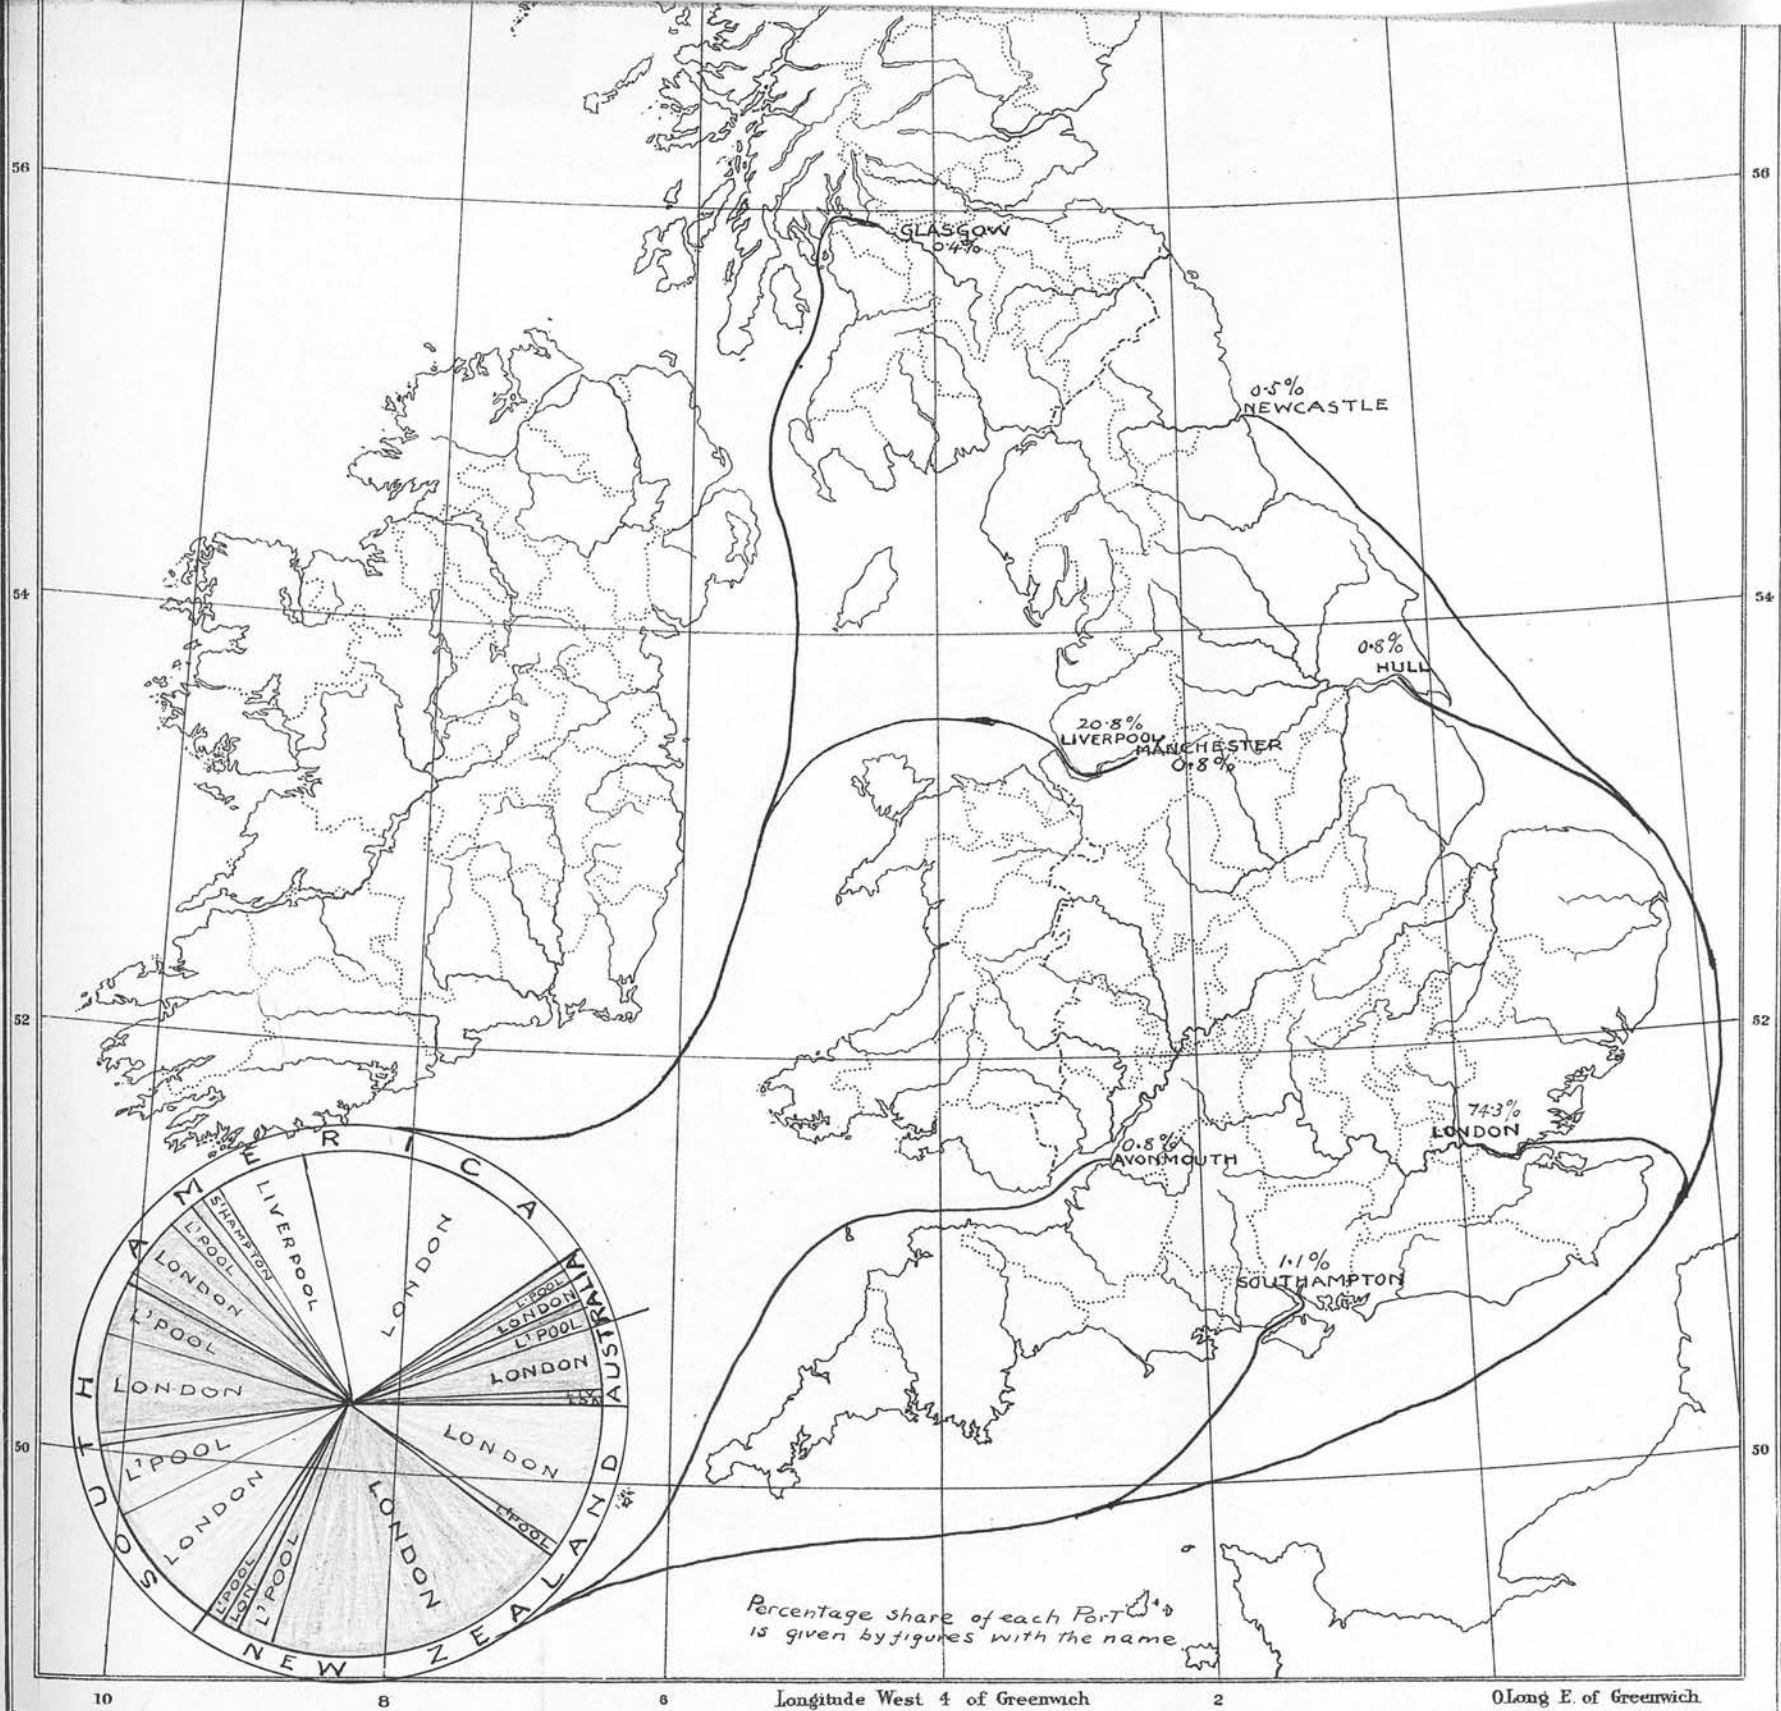 56
56
GLASGOW
0.4%
0.5%
NEWCASTLE
54
54
0.8%
HULL
20.8%
LIVERPOOL
MANCHESTER
0.8%
52
52
74.3%
LONDON
0.8%
AVONMOUTH
1.1%
SOUTHAMPTON
50
50
SOUTH AMERICA
AUSTRALIA
NEW ZEALAND
S'HAMPTON
LIVERPOOL
LONDON
L'POOL
LONDON
L'POOL
LONDON
L'POOL
LONDON
L'POOL
LONDON
L'POOL
LONDON
LIV
LONDON
L'POOL
LONDON
L'POOL
LON.
L'POOL
Percentage share of each Port
is given by figures with the name
10
8
6
Longitude West 4 of Greenwich
2
0 Long E. of Greenwich